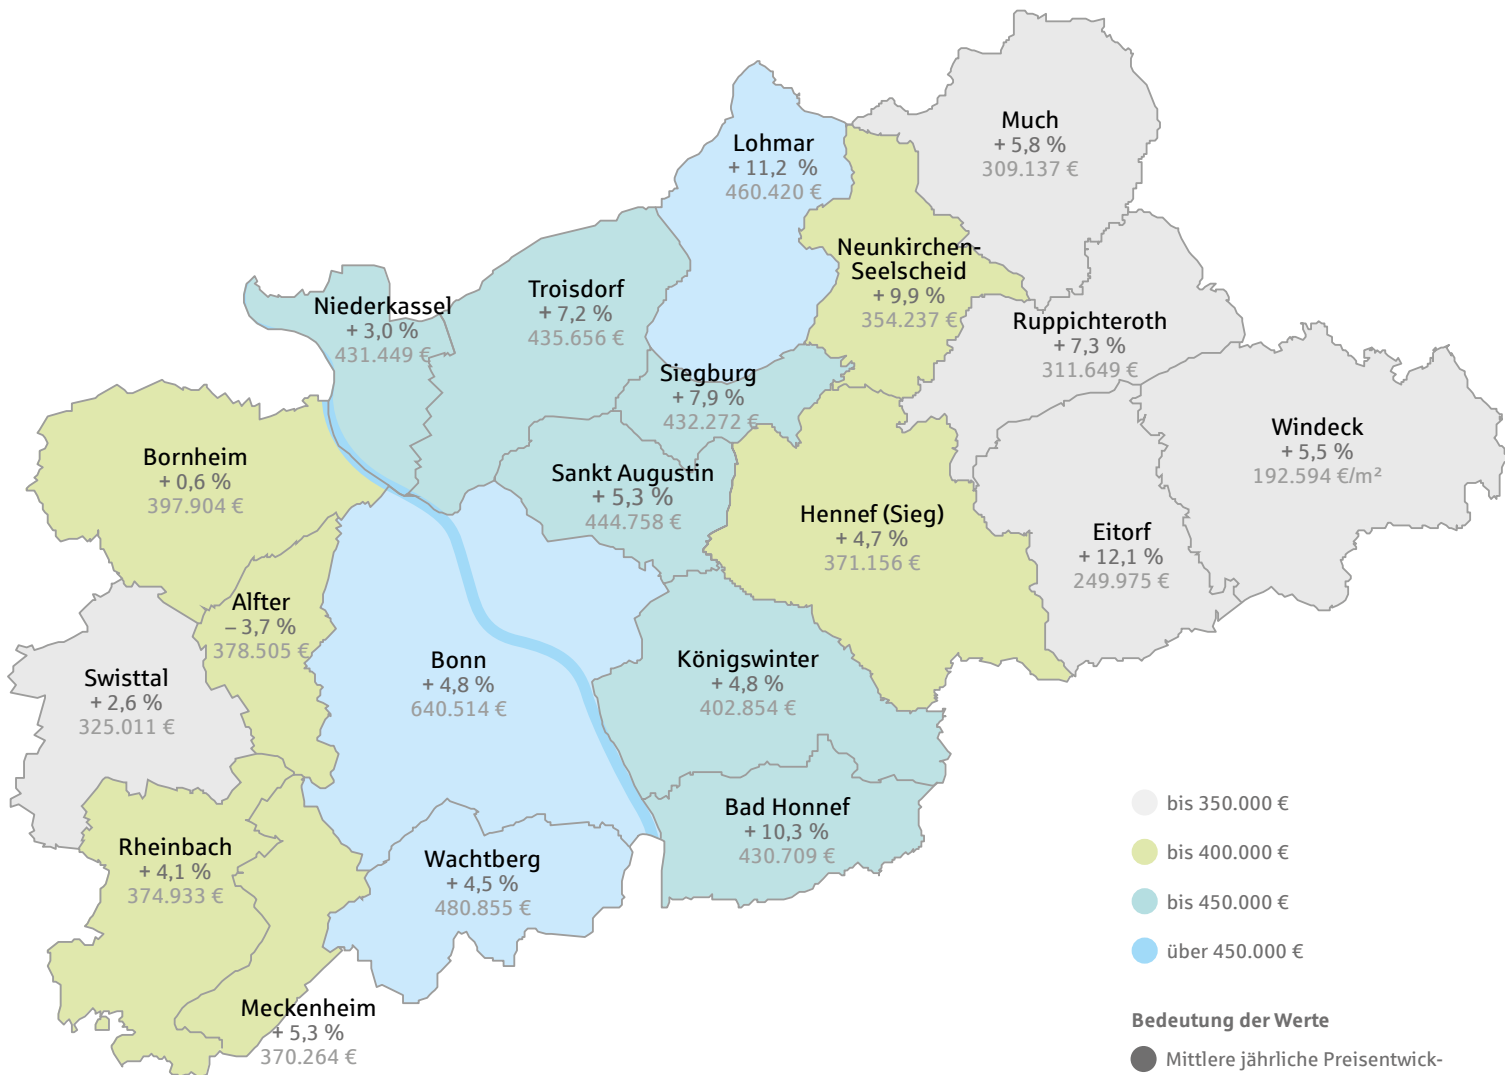 Much
+ 5,8 %
309.137 €
Lohmar
+ 11,2 %
460.420 €
Neunkirchen-
Seelscheid
+ 9,9 %
354.237 €
Troisdorf
+ 7,2 %
435.656 €
Niederkassel
+ 3,0 %
431.449 €
Ruppichteroth
+ 7,3 %
311.649 €
Siegburg
+ 7,9 %
432.272 €
Windeck
+ 5,5 %
192.594 €/m²
Bornheim
+ 0,6 %
397.904 €
Sankt Augustin
+ 5,3 %
444.758 €
Hennef (Sieg)
+ 4,7 %
371.156 €
Eitorf
+ 12,1 %
249.975 €
Alfter
– 3,7 %
378.505 €
Bonn
+ 4,8 %
640.514 €
Königswinter
+ 4,8 %
402.854 €
Swisttal
+ 2,6 %
325.011 €
Bad Honnef
+ 10,3 %
430.709 €
Rheinbach
+ 4,1 %
374.933 €
Wachtberg
+ 4,5 %
480.855 €
Meckenheim
+ 5,3 %
370.264 €
bis 350.000 €
bis 400.000 €
bis 450.000 €
über 450.000 €
Bedeutung der Werte
Mittlere jährliche Preisentwick-